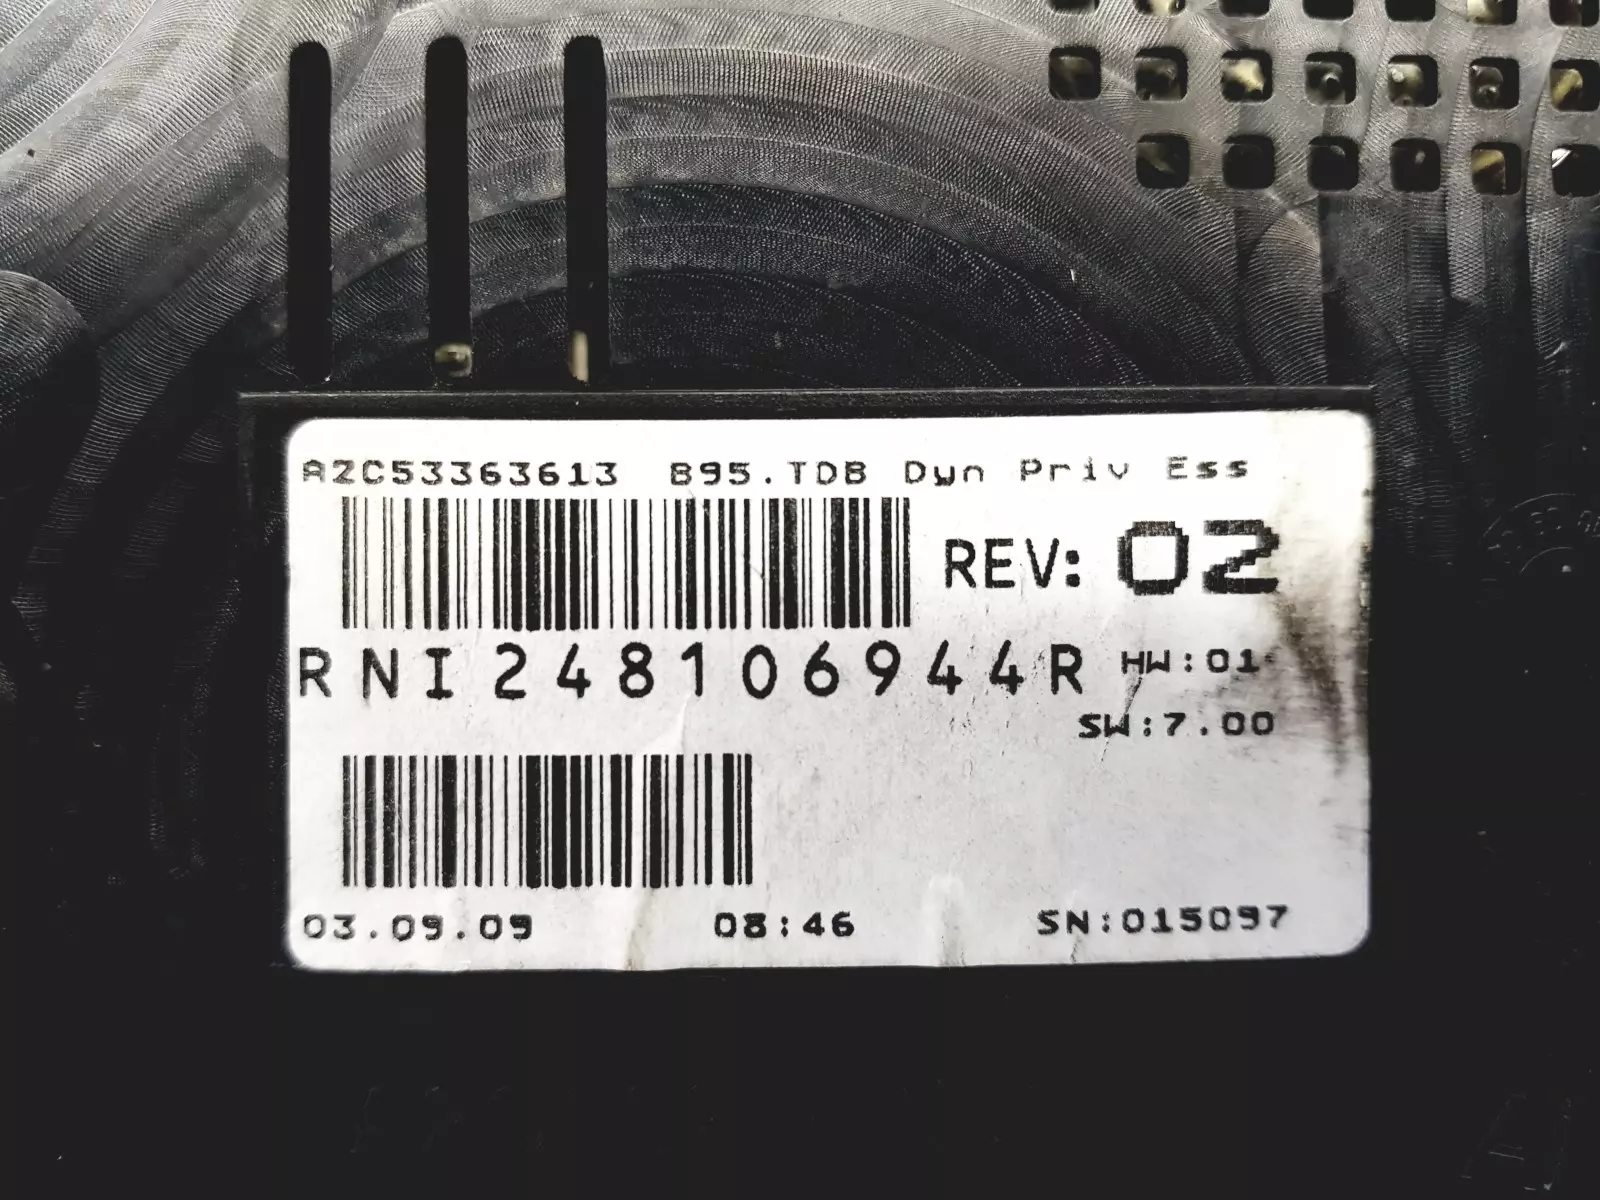 A2C53363613 B95.TDB Dyn Priv Ess
REV: 02
RNI248106944R HW:01
SW:7.00
03.09.09 08:46 SN:015097